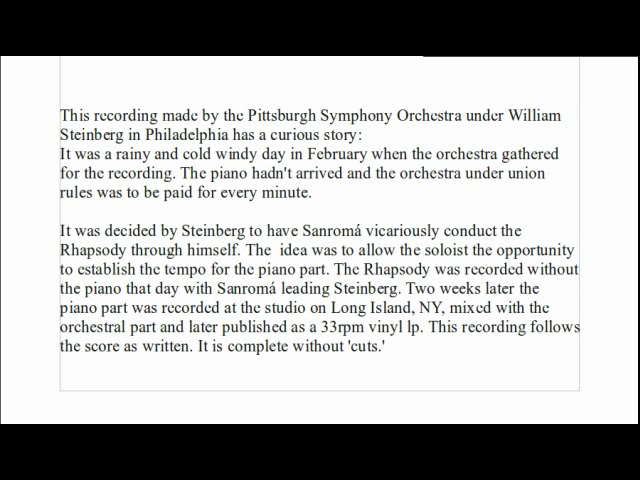 This recording made by the Pittsburgh Symphony Orchestra under William
Steinberg in Philadelphia has a curious story:
It was a rainy and cold windy day in February when the orchestra gathered
for the recording. The piano hadn't arrived and the orchestra under union
rules was to be paid for every minute.
It was decided by Steinberg to have Sanromá vicariously conduct the
Rhapsody through himself. The  idea was to allow the soloist the opportunity
to establish the tempo for the piano part. The Rhapsody was recorded without
the piano that day with Sanromá leading Steinberg. Two weeks later the
piano part was recorded at the studio on Long Island, NY, mixed with the
orchestral part and later published as a 33rpm vinyl lp. This recording follows
the score as written. It is complete without 'cuts.'